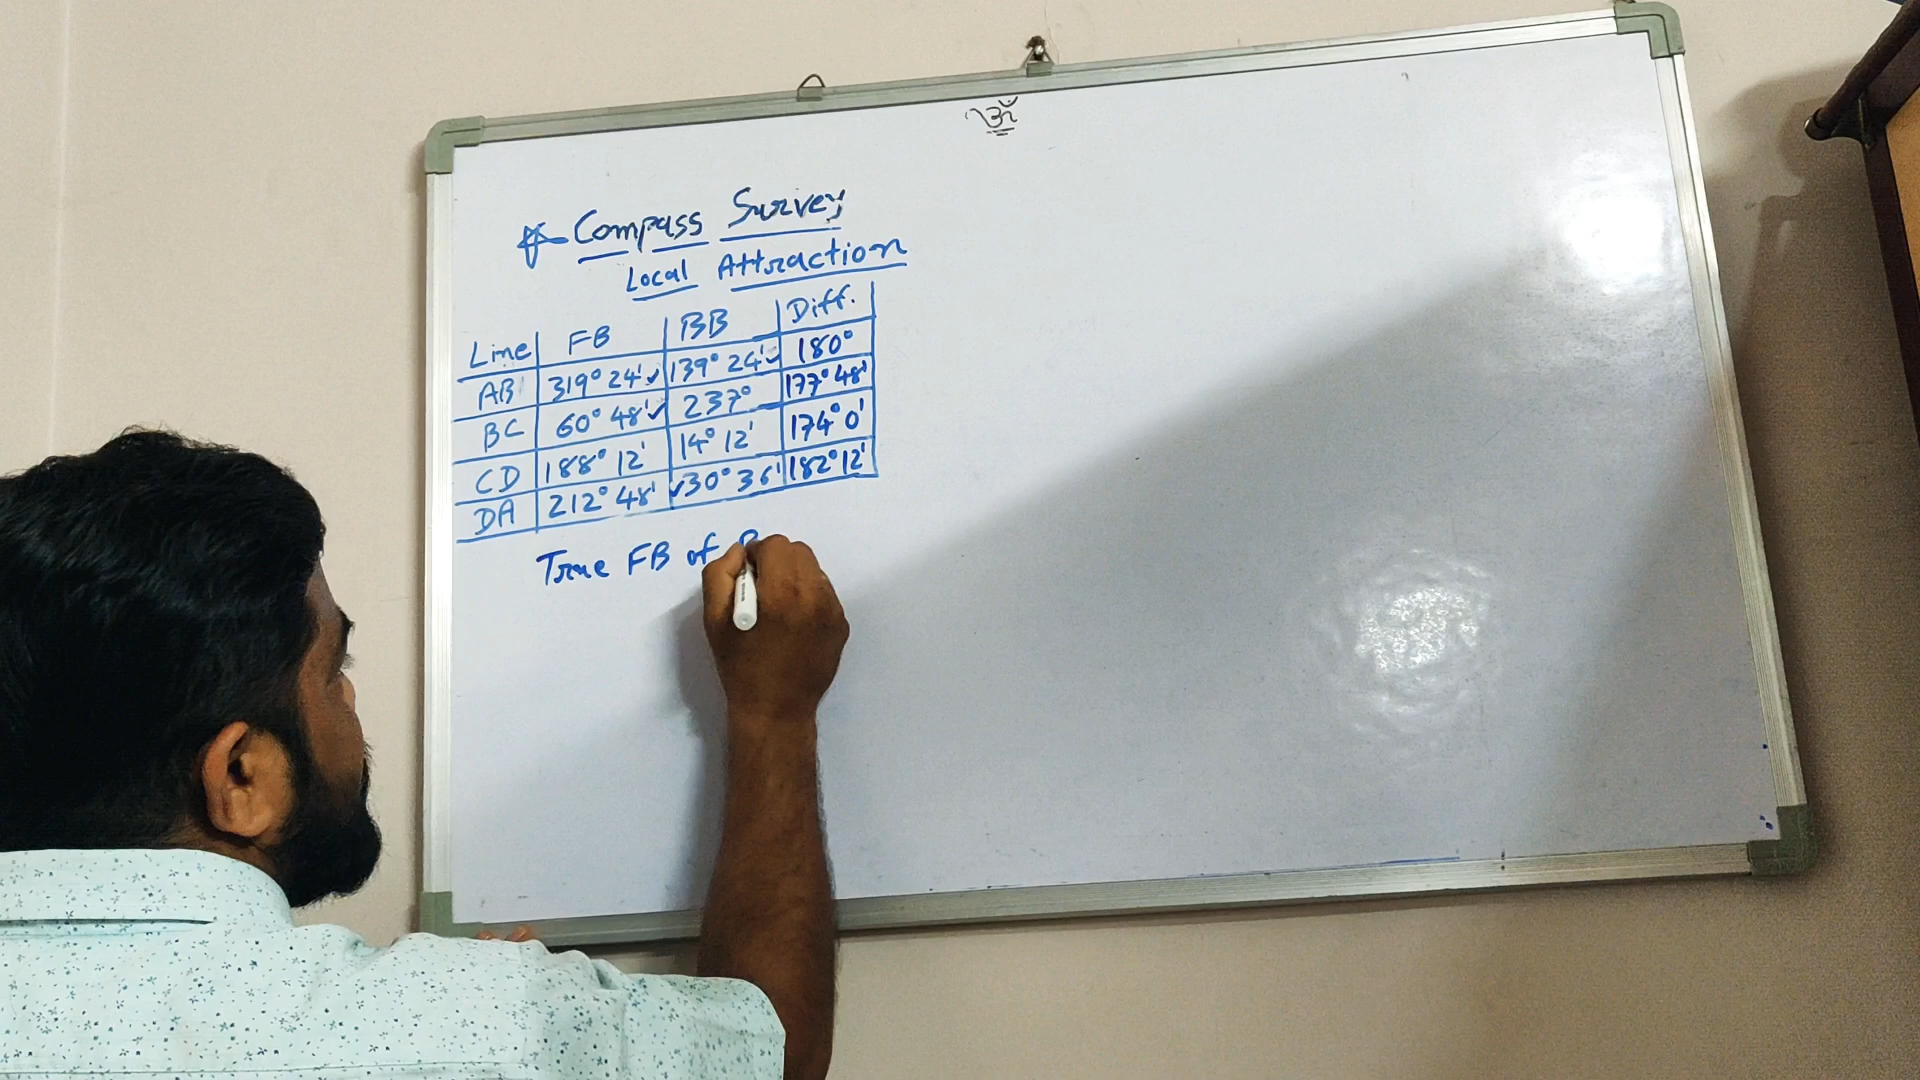 ૐ
Compass Survey
Local Attraction
Line FB BB Diff.
AB 319° 24' ✓ 139° 24' ✓ 180°
BC 60° 48' ✓ 237° 177° 48'
CD 188° 12' 14° 12' 174° 0'
DA 212° 48' ✓ 30° 36' 182° 12'
True FB of